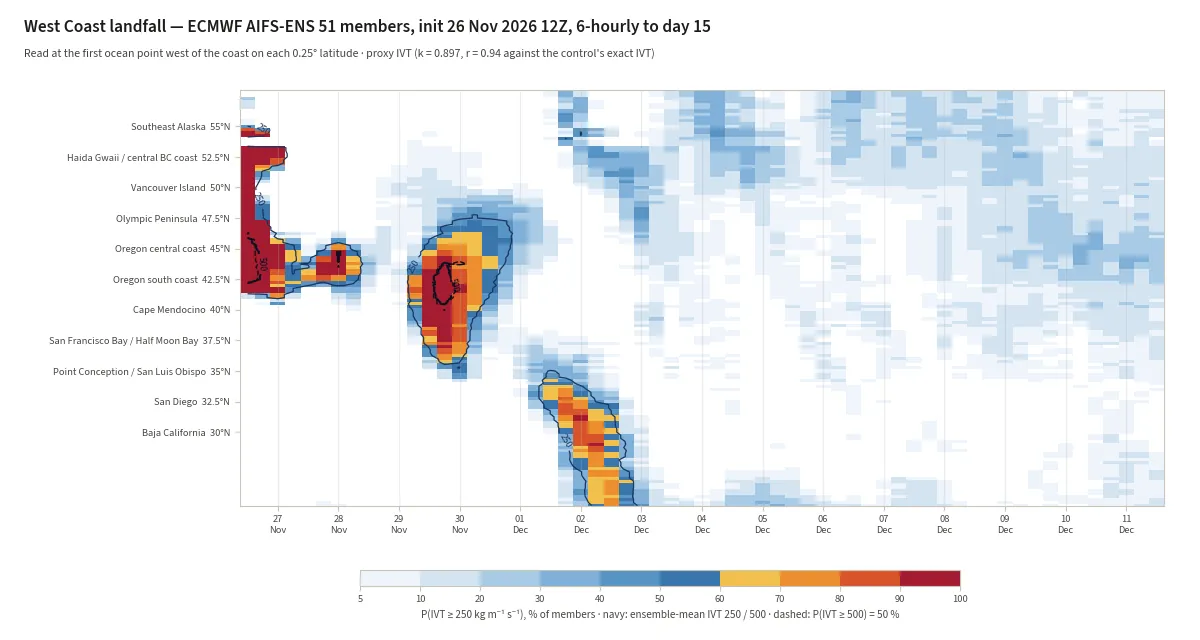 West Coast landfall — ECMWF AIFS-ENS 51 members, init 26 Nov 2026 12Z, 6-hourly to day 15
Read at the first ocean point west of the coast on each 0.25° latitude · proxy IVT (k = 0.897, r = 0.94 against the control's exact IVT)
Southeast Alaska 55°N
Haida Gwaii / central BC coast 52.5°N
Vancouver Island 50°N
Olympic Peninsula 47.5°N
Oregon central coast 45°N
Oregon south coast 42.5°N
Cape Mendocino 40°N
San Francisco Bay / Half Moon Bay 37.5°N
Point Conception / San Luis Obispo 35°N
San Diego 32.5°N
Baja California 30°N
27 28 29 30 01 02 03 04 05 06 07 08 09 10 11
Nov Nov Nov Nov Dec Dec Dec Dec Dec Dec Dec Dec Dec Dec Dec
5 10 20 30 40 50 60 70 80 90 100
P(IVT ≥ 250 kg m⁻¹ s⁻¹), % of members · navy: ensemble-mean IVT 250 / 500 · dashed: P(IVT ≥ 500) = 50 %